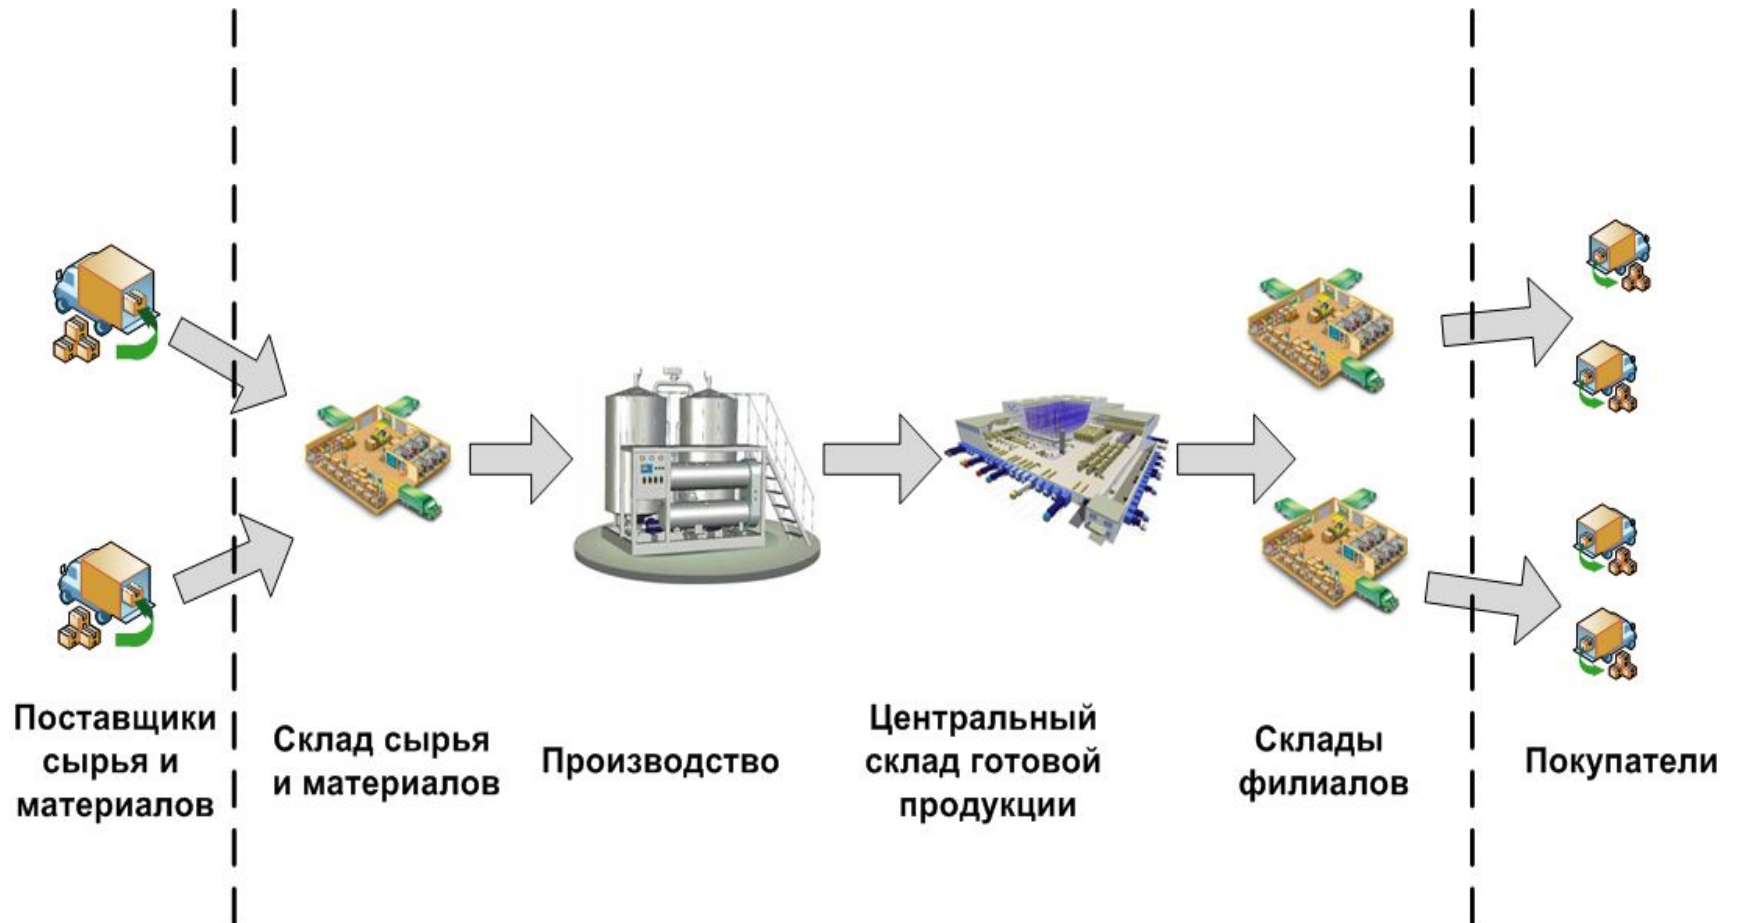 Поставщики
сырья и
материалов
Склад сырья
и материалов
Производство
Центральный
склад готовой
продукции
Склады
филиалов
Покупатели